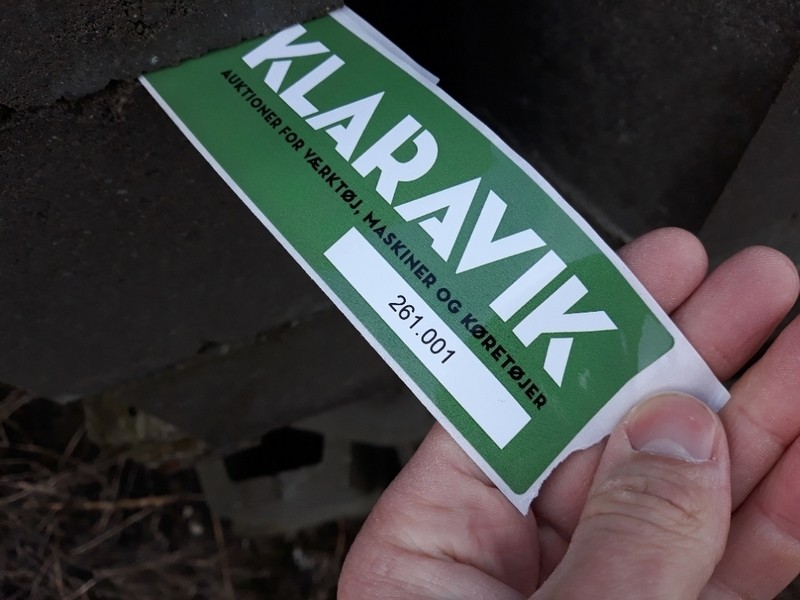 KLARAVIK
AUKTIONER FOR VÆRKTØJ, MASKINER OG KØRETØJER
261.001